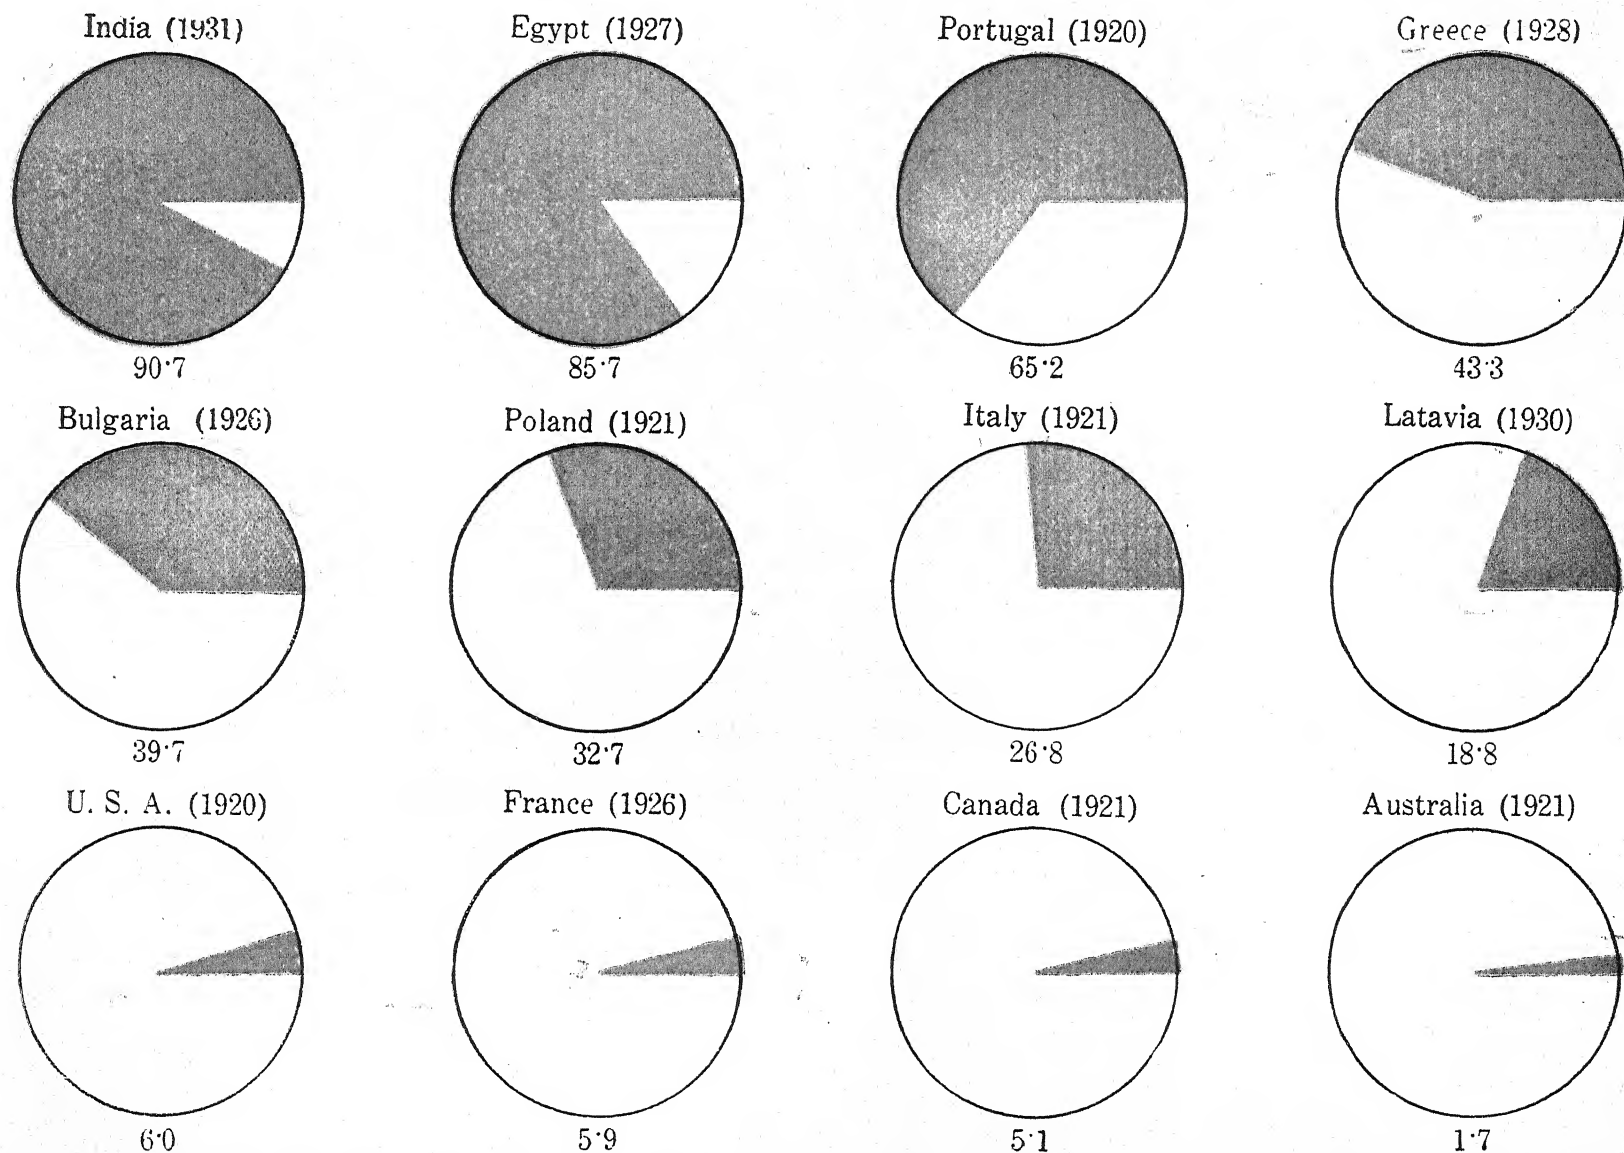 India (1931)
Egypt (1927)
Portugal (1920)
Greece (1928)
90·7
85·7
65·2
43·3
Bulgaria (1926)
Poland (1921)
Italy (1921)
Latavia (1930)
39·7
32·7
26·8
18·8
U. S. A. (1920)
France (1926)
Canada (1921)
Australia (1921)
6·0
5·9
5·1
1·7